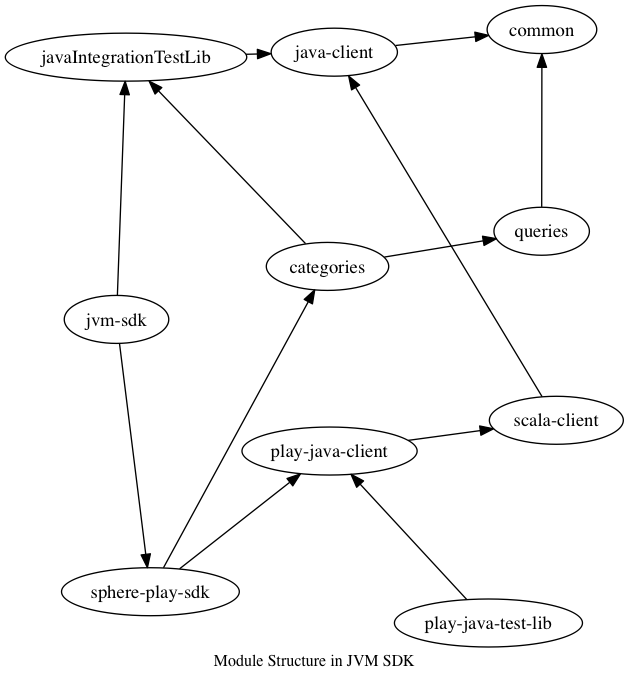 common
javaIntegrationTestLib
java-client
queries
categories
jvm-sdk
scala-client
play-java-client
sphere-play-sdk
play-java-test-lib
Module Structure in JVM SDK